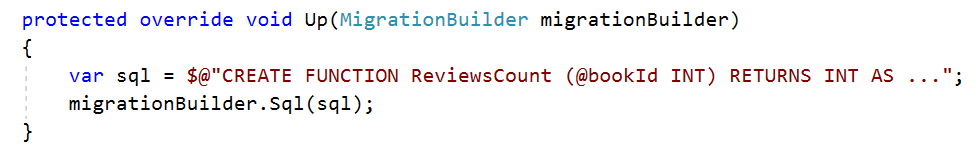 protected override void Up(MigrationBuilder migrationBuilder)
{
var sql = $@"CREATE FUNCTION ReviewsCount (@bookId INT) RETURNS INT AS ...";
migrationBuilder.Sql(sql);
}